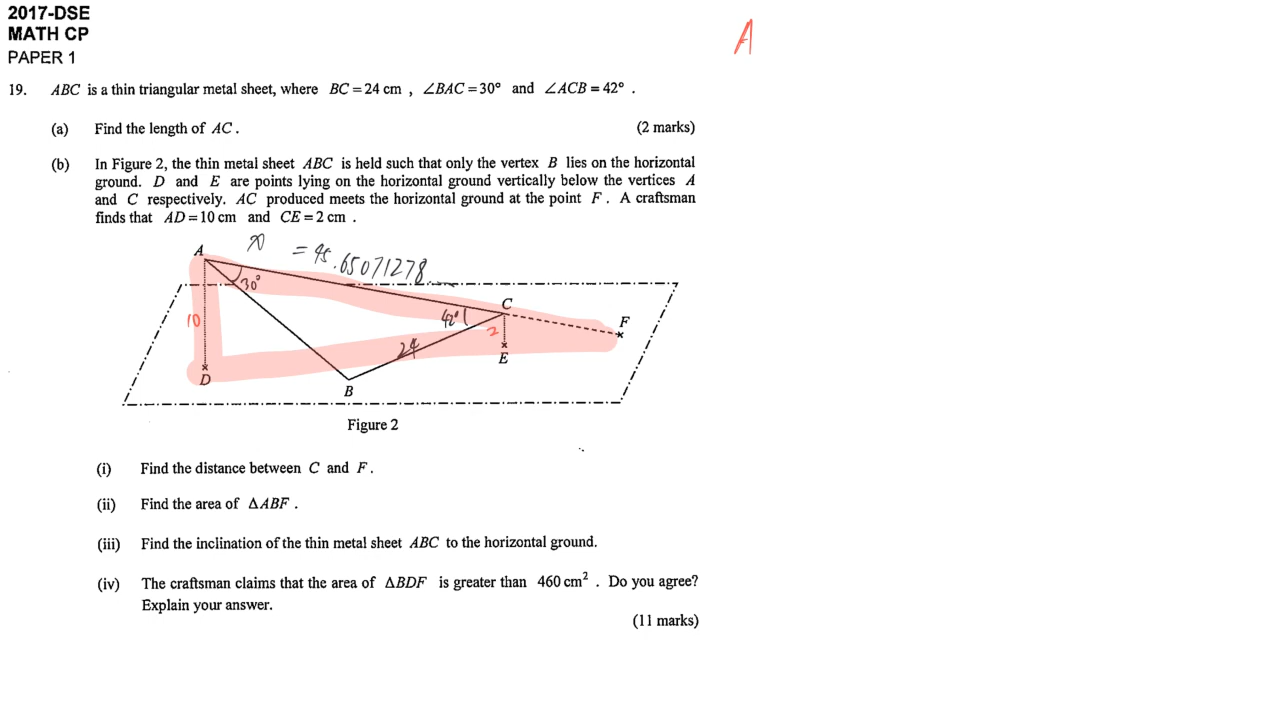 2017-DSE
MATH CP
PAPER 1
A
19. ABC is a thin triangular metal sheet, where BC = 24 cm , ∠BAC = 30° and ∠ACB = 42° .
(a) Find the length of AC . (2 marks)
(b) In Figure 2, the thin metal sheet ABC is held such that only the vertex B lies on the horizontal
ground. D and E are points lying on the horizontal ground vertically below the vertices A
and C respectively. AC produced meets the horizontal ground at the point F . A craftsman
finds that AD = 10 cm and CE = 2 cm .
A
= 45.65071278...
30°
C
42°
10
2
F
24
E
D
B
Figure 2
(i) Find the distance between C and F .
(ii) Find the area of ΔABF .
(iii) Find the inclination of the thin metal sheet ABC to the horizontal ground.
(iv) The craftsman claims that the area of ΔBDF is greater than 460 cm² . Do you agree?
Explain your answer.
(11 marks)